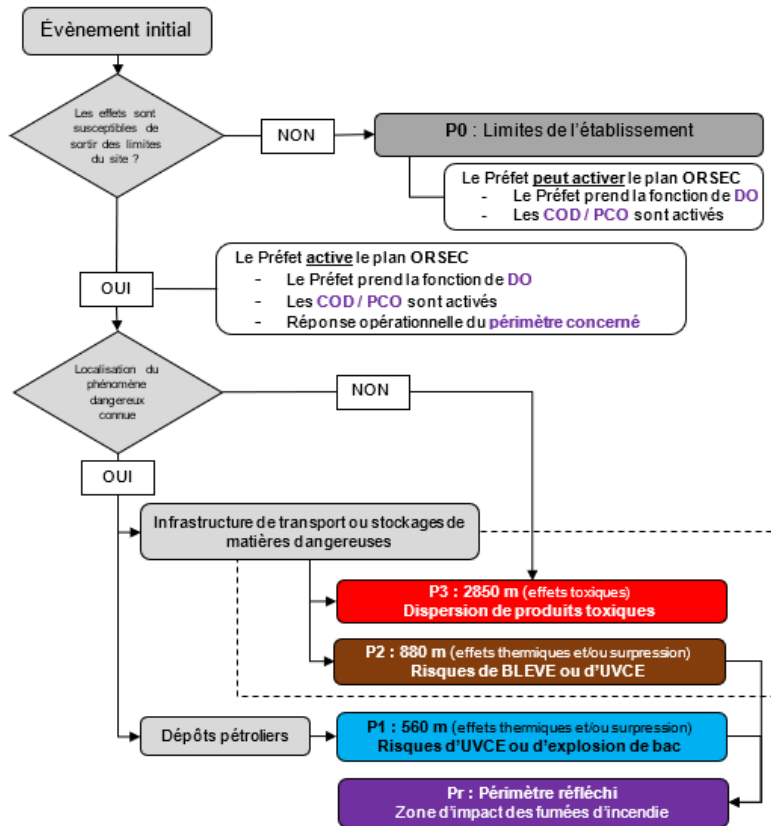 Évènement initial
Les effets sont
susceptibles de
sortir des limites
du site ?
NON
P0 : Limites de l'établissement
Le Préfet peut activer le plan ORSEC
- Le Préfet prend la fonction de DO
- Les COD / PCO sont activés
OUI
Le Préfet active le plan ORSEC
- Le Préfet prend la fonction de DO
- Les COD / PCO sont activés
- Réponse opérationnelle du périmètre concerné
Localisation du
phénomène
dangereux
connue
NON
OUI
Infrastructure de transport ou stockages de
matières dangereuses
P3 : 2850 m (effets toxiques)
Dispersion de produits toxiques
P2 : 880 m (effets thermiques et/ou surpression)
Risques de BLEVE ou d'UVCE
Dépôts pétroliers
P1 : 560 m (effets thermiques et/ou surpression)
Risques d'UVCE ou d'explosion de bac
Pr : Périmètre réfléchi
Zone d'impact des fumées d'incendie